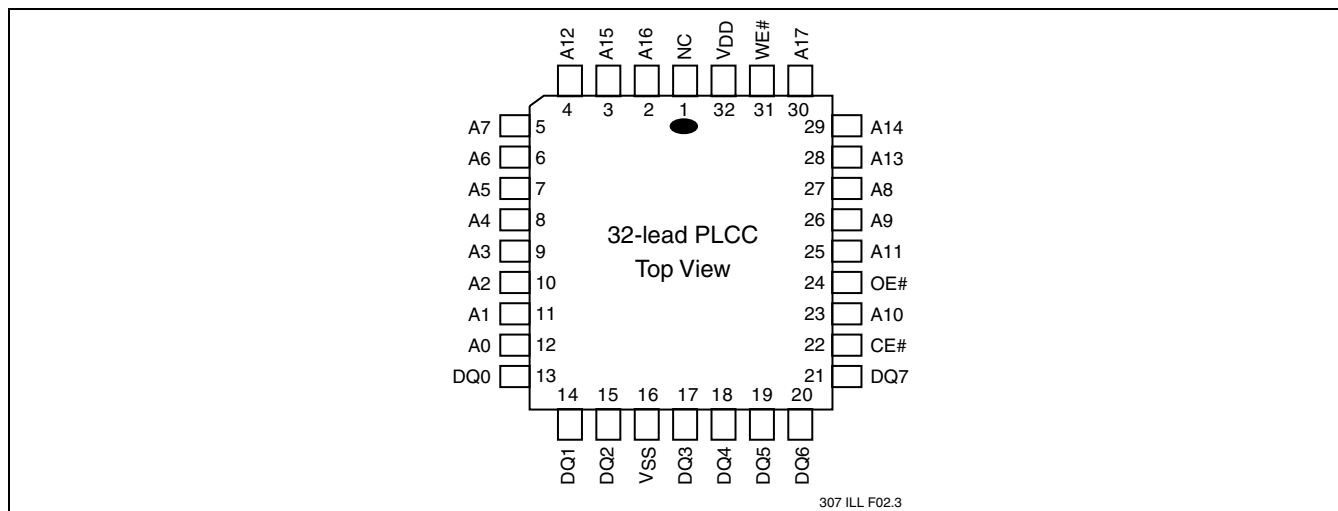 A12 A15 A16 NC VDD WE# A17
4 3 2 1 32 31 30
A7 5 29 A14
A6 6 28 A13
A5 7 27 A8
A4 8 26 A9
A3 9 25 A11
A2 10 24 OE#
A1 11 23 A10
A0 12 22 CE#
DQ0 13 21 DQ7
32-lead PLCC
Top View
14 15 16 17 18 19 20
DQ1 DQ2 VSS DQ3 DQ4 DQ5 DQ6
307 ILL F02.3